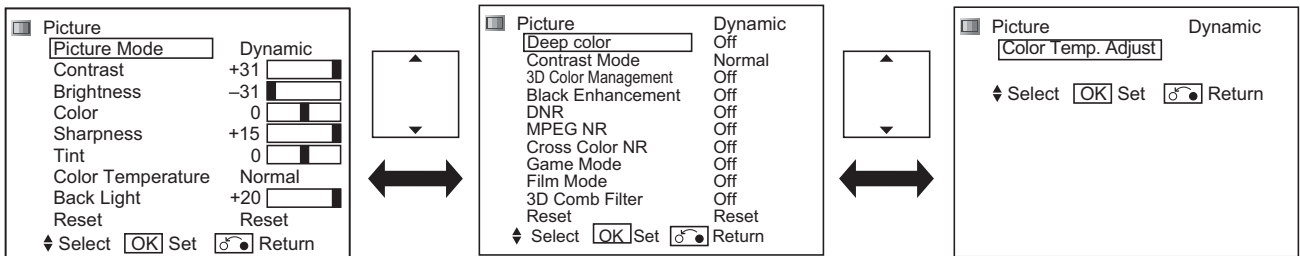 Picture
Picture Mode Dynamic
Contrast +31
Brightness –31
Color 0
Sharpness +15
Tint 0
Color Temperature Normal
Back Light +20
Reset Reset
Select OK Set Return
Picture Dynamic
Deep color Off
Contrast Mode Normal
3D Color Management Off
Black Enhancement Off
DNR Off
MPEG NR Off
Cross Color NR Off
Game Mode Off
Film Mode Off
3D Comb Filter Off
Reset Reset
Select OK Set Return
Picture Dynamic
Color Temp. Adjust
Select OK Set Return